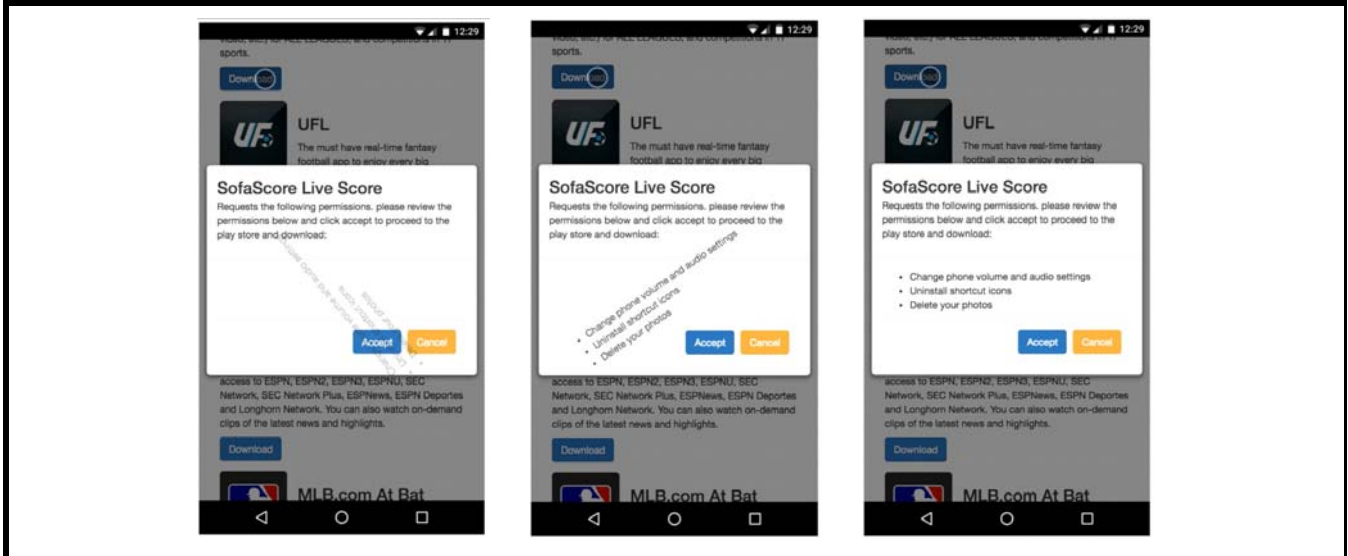 12:29
sports.
Download
UFL
UFL
The must have real-time fantasy
football app to enjoy every big
SofaScore Live Score
Requests the following permissions. please review the
permissions below and click accept to proceed to the
play store and download:
volume and audio
shortcut icons
your photos
Accept
Cancel
access to ESPN, ESPN2, ESPN3, ESPNU, SEC
Network, SEC Network Plus, ESPNews, ESPN Deportes
and Longhorn Network. You can also watch on-demand
clips of the latest news and highlights.
Download
MLB.com At Bat
12:29
sports.
Download
UF
UFL
The must have real-time fantasy
football app to enjoy every big
SofaScore Live Score
Requests the following permissions. please review the
permissions below and click accept to proceed to the
play store and download:
• Change phone volume and audio settings
• Uninstall shortcut icons
• Delete your photos
Accept
Cancel
access to ESPN, ESPN2, ESPN3, ESPNU, SEC
Network, SEC Network Plus, ESPNews, ESPN Deportes
and Longhorn Network. You can also watch on-demand
clips of the latest news and highlights.
Download
MLB.com At Bat
12:29
sports.
Download
UF
UFL
The must have real-time fantasy
football app to enjoy every big
SofaScore Live Score
Requests the following permissions. please review the
permissions below and click accept to proceed to the
play store and download:
• Change phone volume and audio settings
• Uninstall shortcut icons
• Delete your photos
Accept
Cancel
access to ESPN, ESPN2, ESPN3, ESPNU, SEC
Network, SEC Network Plus, ESPNews, ESPN Deportes
and Longhorn Network. You can also watch on-demand
clips of the latest news and highlights.
Download
MLB.com At Bat